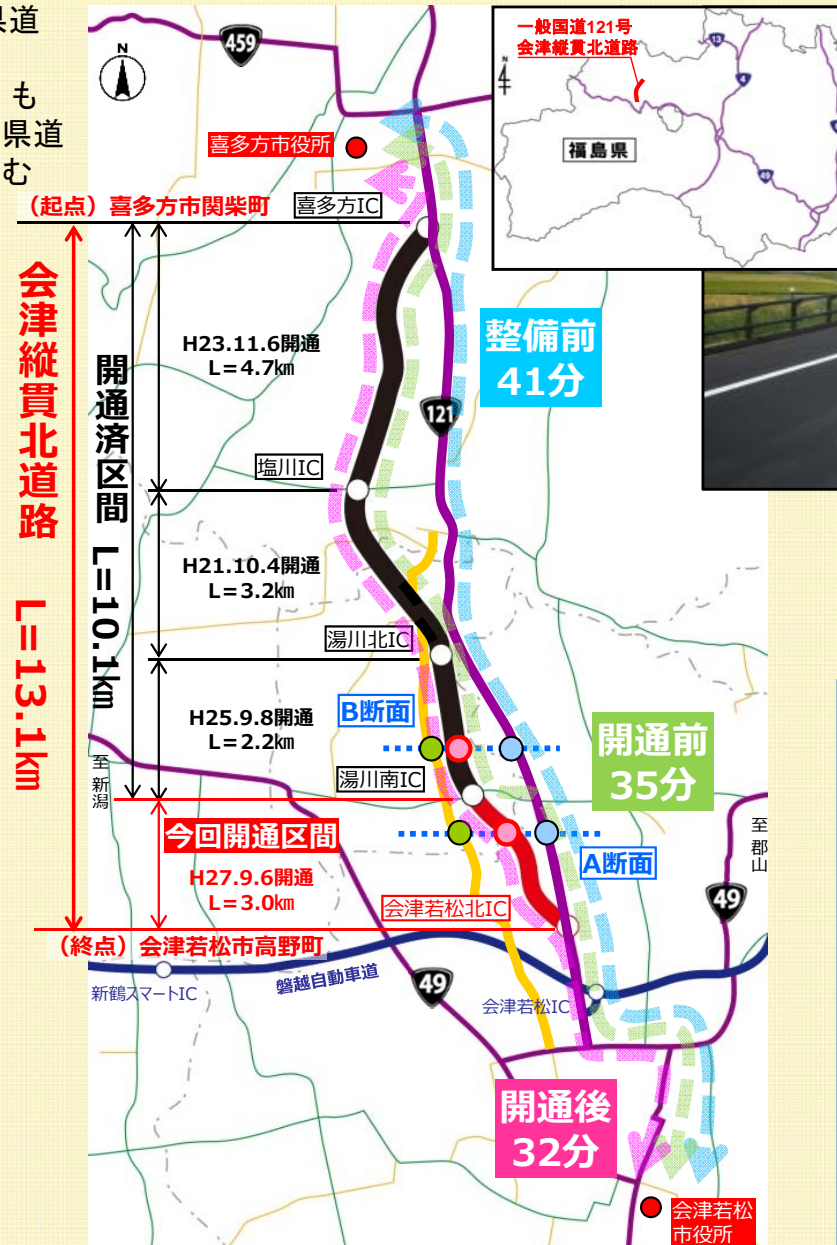 県道
も
県道
む
459
N
喜多方市役所
（起点）喜多方市関柴町
喜多方IC
一般国道121号
会津縦貫北道路
13
4
49
福島県
会津縦貫北道路　L＝13.1㎞
開通済区間　L＝10.1㎞
H23.11.6開通
L＝4.7㎞
整備前
41分
121
塩川IC
H21.10.4開通
L＝3.2㎞
湯川北IC
H25.9.8開通
L＝2.2㎞
B断面
開通前
35分
至 新潟
湯川南IC
今回開通区間
H27.9.6開通
L＝3.0㎞
A断面
至 郡山
49
会津若松北IC
（終点）会津若松市高野町
新鶴スマートIC
磐越自動車道
49
会津若松IC
開通後
32分
会津若松
市役所